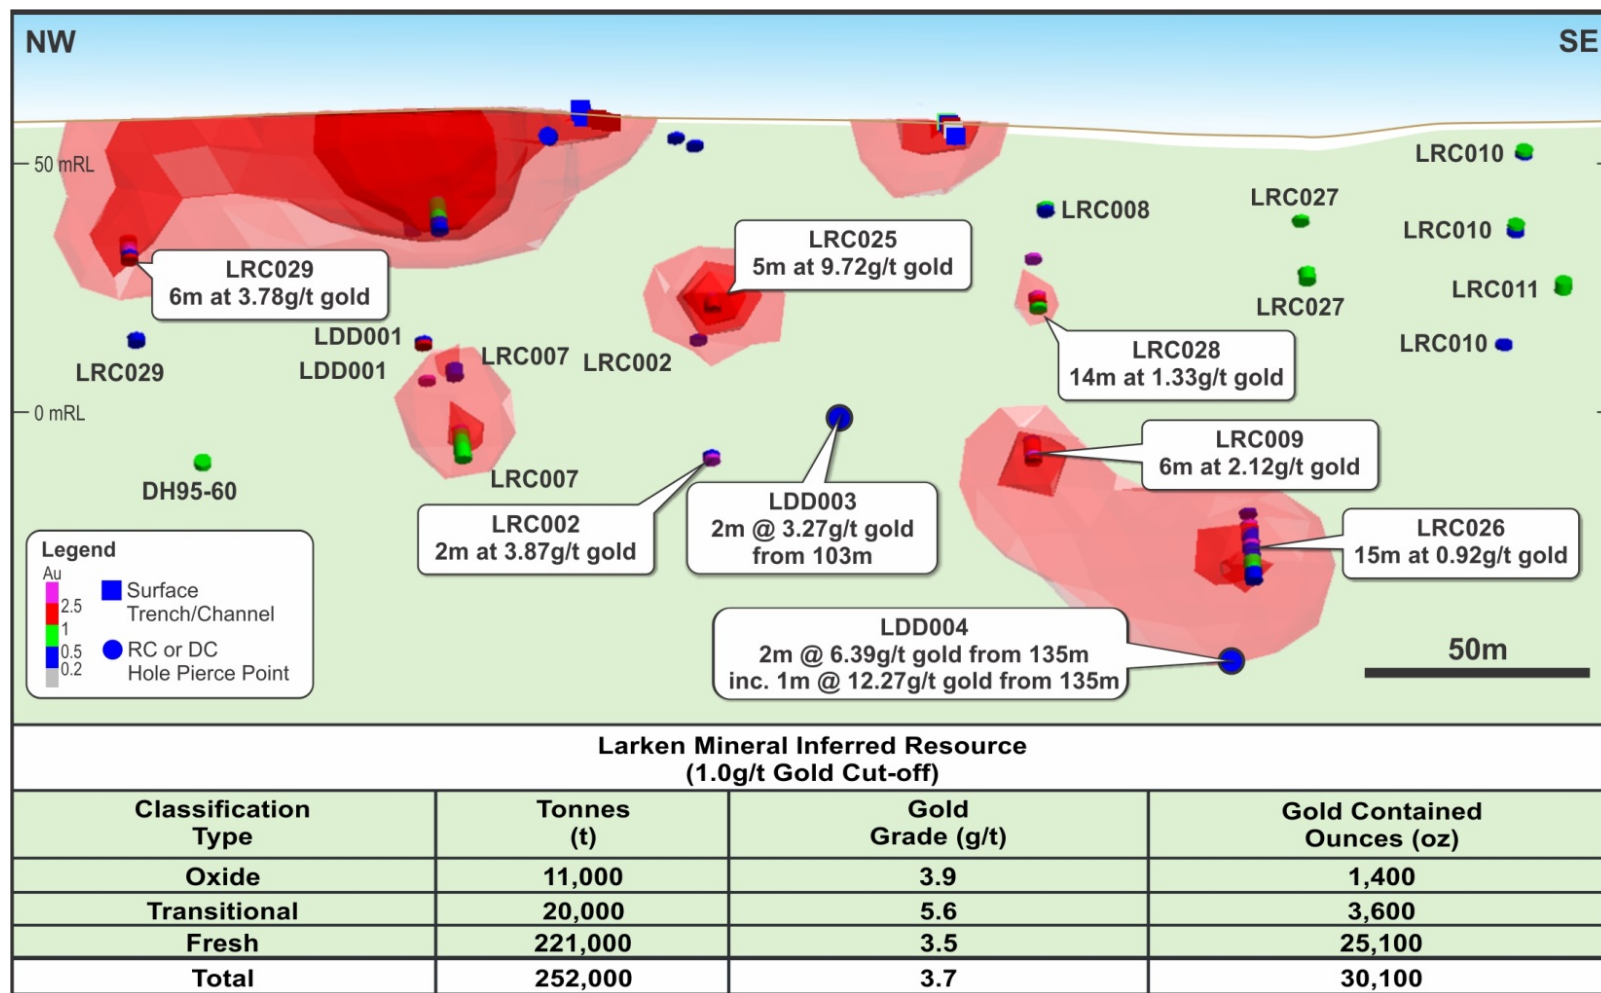 NW
SE
50 mRL
LRC010
LRC027
LRC008
LRC025
5m at 9.72g/t gold
LRC010
LRC029
6m at 3.78g/t gold
LRC011
LRC027
LDD001
LRC007
LRC002
LRC028
14m at 1.33g/t gold
LRC010
LRC029
LDD001
0 mRL
LRC009
6m at 2.12g/t gold
DH95-60
LRC007
LDD003
2m @ 3.27g/t gold
from 103m
LRC002
2m at 3.87g/t gold
LRC026
15m at 0.92g/t gold
Legend
Au
2.5
1
0.5
0.2
Surface
Trench/Channel
RC or DC
Hole Pierce Point
LDD004
2m @ 6.39g/t gold from 135m
inc. 1m @ 12.27g/t gold from 135m
50m
Larken Mineral Inferred Resource
(1.0g/t Gold Cut-off)
Classification Type Tonnes (t) Gold Grade (g/t) Gold Contained Ounces (oz)
Oxide 11,000 3.9 1,400
Transitional 20,000 5.6 3,600
Fresh 221,000 3.5 25,100
Total 252,000 3.7 30,100